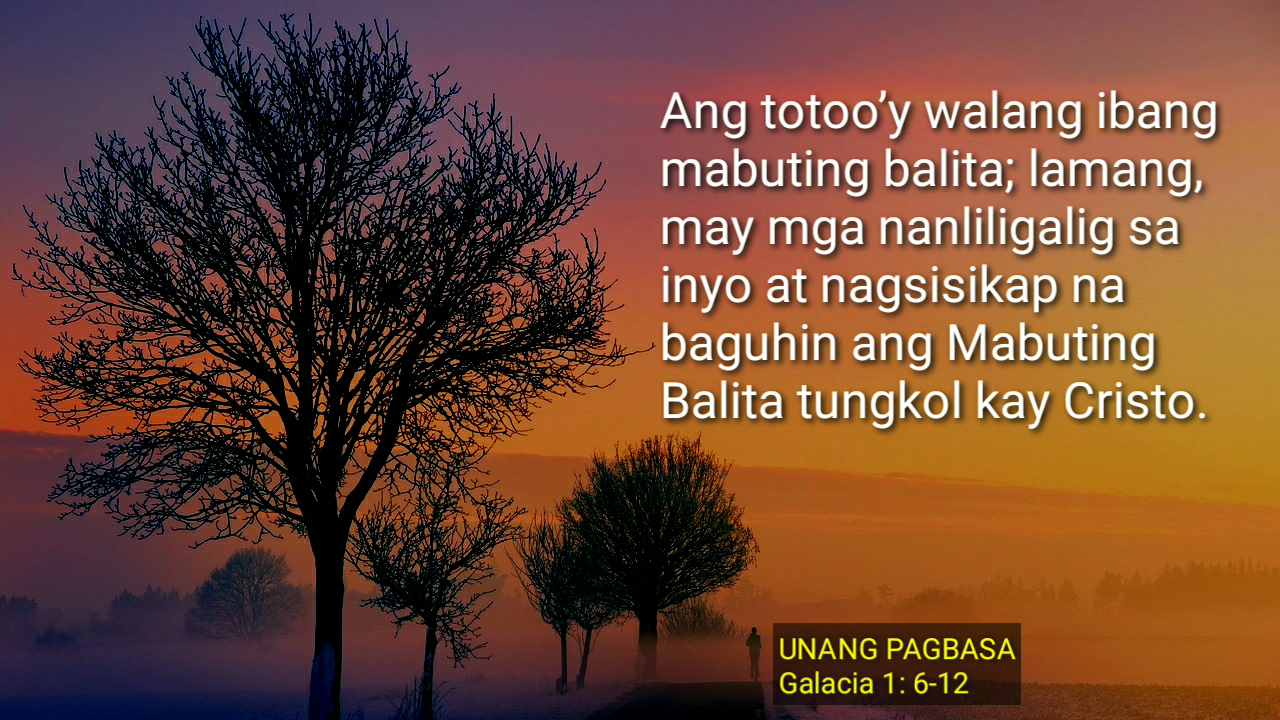 Ang totoo’y walang ibang
mabuting balita; lamang,
may mga nanliligalig sa
inyo at nagsisikap na
baguhin ang Mabuting
Balita tungkol kay Cristo.
UNANG PAGBASA
Galacia 1: 6-12